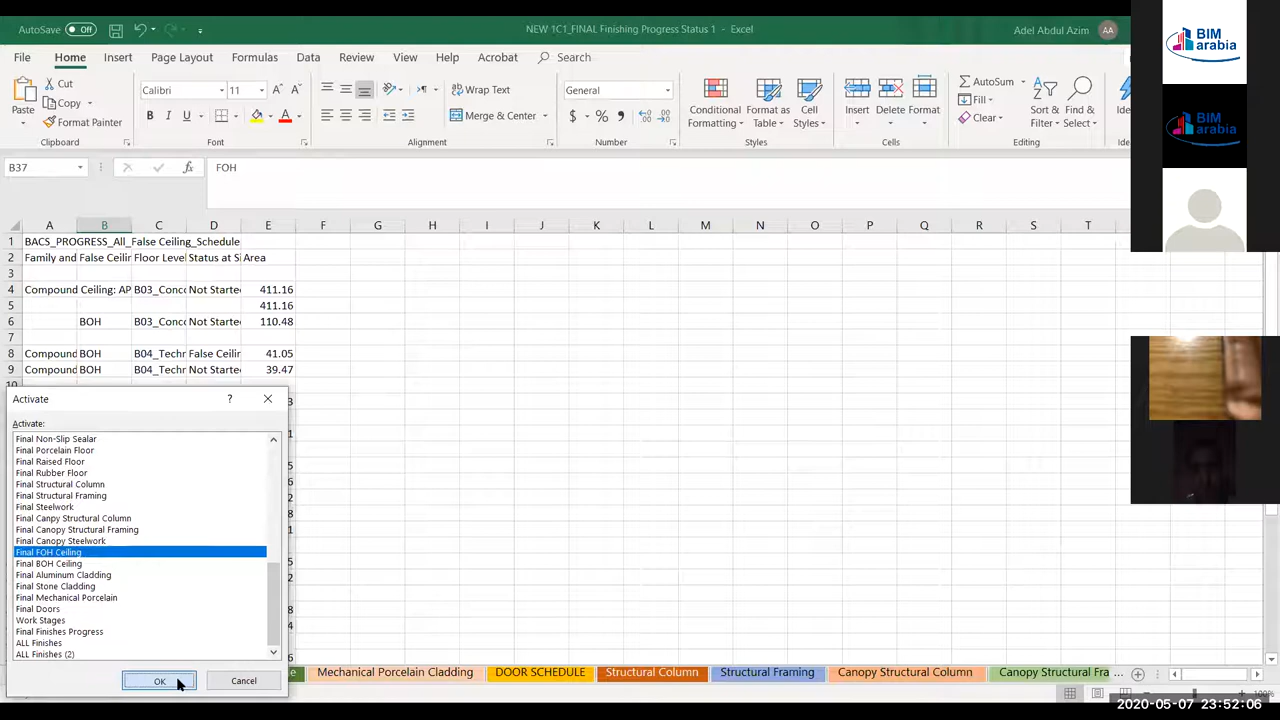 AutoSave Off NEW 1C1_FINAL Finishing Progress Status 1 - Excel Adel Abdul Azim AA
File Home Insert Page Layout Formulas Data Review View Help Acrobat Search
Paste Cut Copy Format Painter
Calibri 11 A A
B I U A
Wrap Text
Merge & Center
General
$ % 9
Conditional Formatting Format as Table Cell Styles
Insert Delete Format
AutoSum Fill Clear
Sort & Filter Find & Select
Clipboard Font Alignment Number Styles Cells Editing
B37 fx FOH
A B C D E F G H I J K L M N O P Q R S T
1 BACS_PROGRESS_All_False Ceiling_Schedule
2 Family and False Ceilin Floor Level Status at Si Area
3
4 Compound Ceiling: AP B03_Conco Not Starte 411.16
5 411.16
6 BOH B03_Conco Not Starte 110.48
7
8 Compound BOH B04_Techr False Ceilin 41.05
9 Compound BOH B04_Techr Not Starte 39.47
10
Activate ?
Activate:
Final Non-Slip Sealar
Final Porcelain Floor
Final Raised Floor
Final Rubber Floor
Final Structural Column
Final Structural Framing
Final Steelwork
Final Canpy Structural Column
Final Canopy Structural Framing
Final Canopy Steelwork
Final FOH Ceiling
Final BOH Ceiling
Final Aluminum Cladding
Final Stone Cladding
Final Mechanical Porcelain
Final Doors
Work Stages
Final Finishes Progress
ALL Finishes
ALL Finishes (2)
OK Cancel
Mechanical Porcelain Cladding DOOR SCHEDULE Structural Column Structural Framing Canopy Structural Column Canopy Structural Fra ...
BIM arabia
BIM arabia
2020-05-07 23:52:06